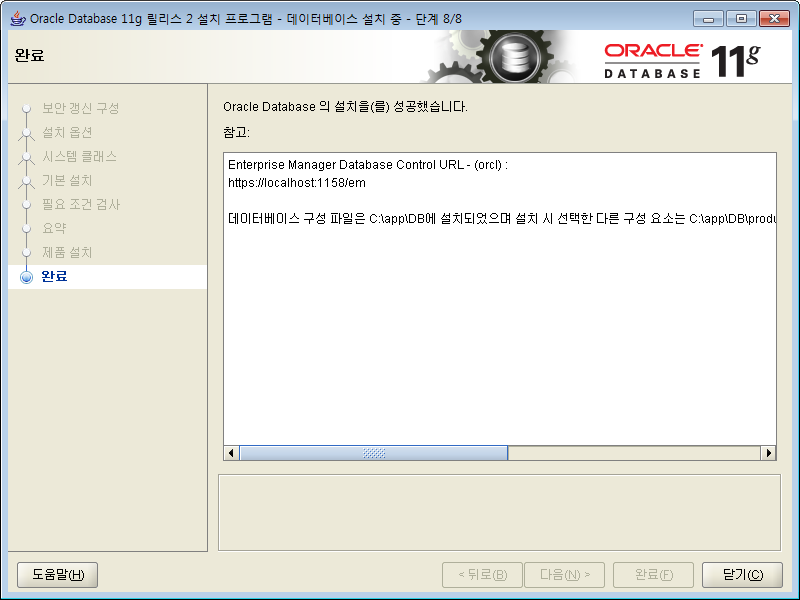 Oracle Database 11g 릴리스 2 설치 프로그램 - 데이터베이스 설치 중 - 단계 8/8
완료
ORACLE
DATABASE
11g
보안 갱신 구성
설치 옵션
시스템 클래스
기본 설치
필요 조건 검사
요약
제품 설치
완료
Oracle Database 의 설치을(를) 성공했습니다.
참고:
Enterprise Manager Database Control URL - (orcl) :
https://localhost:1158/em
데이터베이스 구성 파일은 C:\app\DB에 설치되었으며 설치 시 선택한 다른 구성 요소는 C:\app\DB\produ
도움말(H)
< 뒤로(B)
다음(N) >
완료(F)
닫기(C)